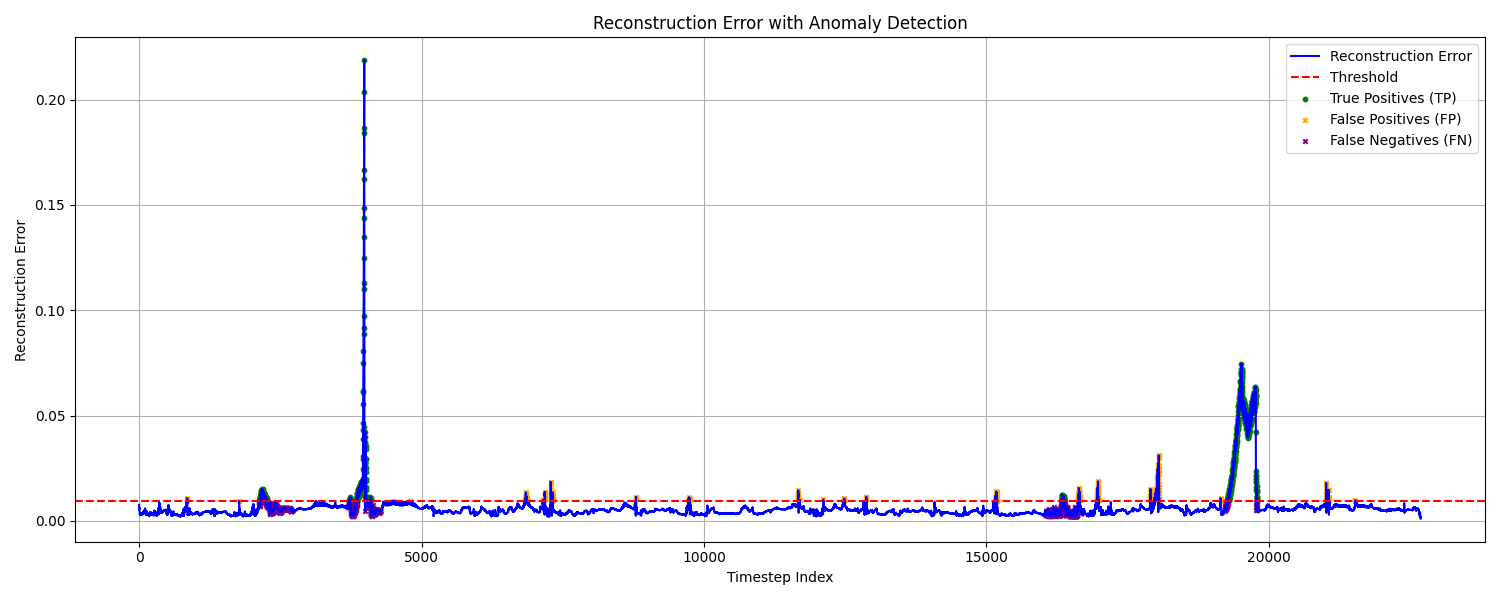 Reconstruction Error with Anomaly Detection
Reconstruction Error
Threshold
True Positives (TP)
False Positives (FP)
False Negatives (FN)
Reconstruction Error
0.20
0.15
0.10
0.05
0.00
0
5000
10000
15000
20000
Timestep Index